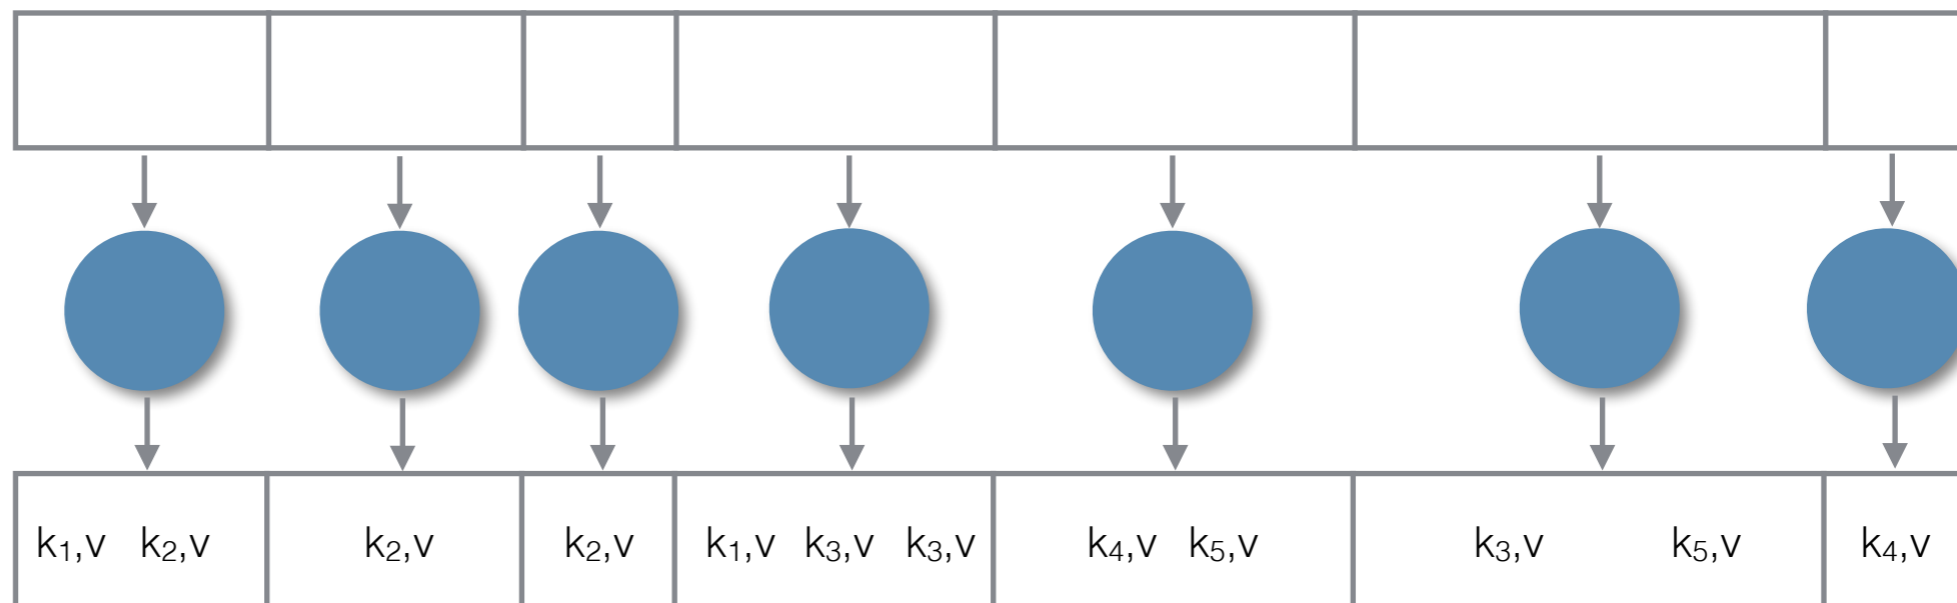 k₁,v k₂,v k₂,v k₂,v k₁,v k₃,v k₃,v k₄,v k₅,v k₃,v k₅,v k₄,v